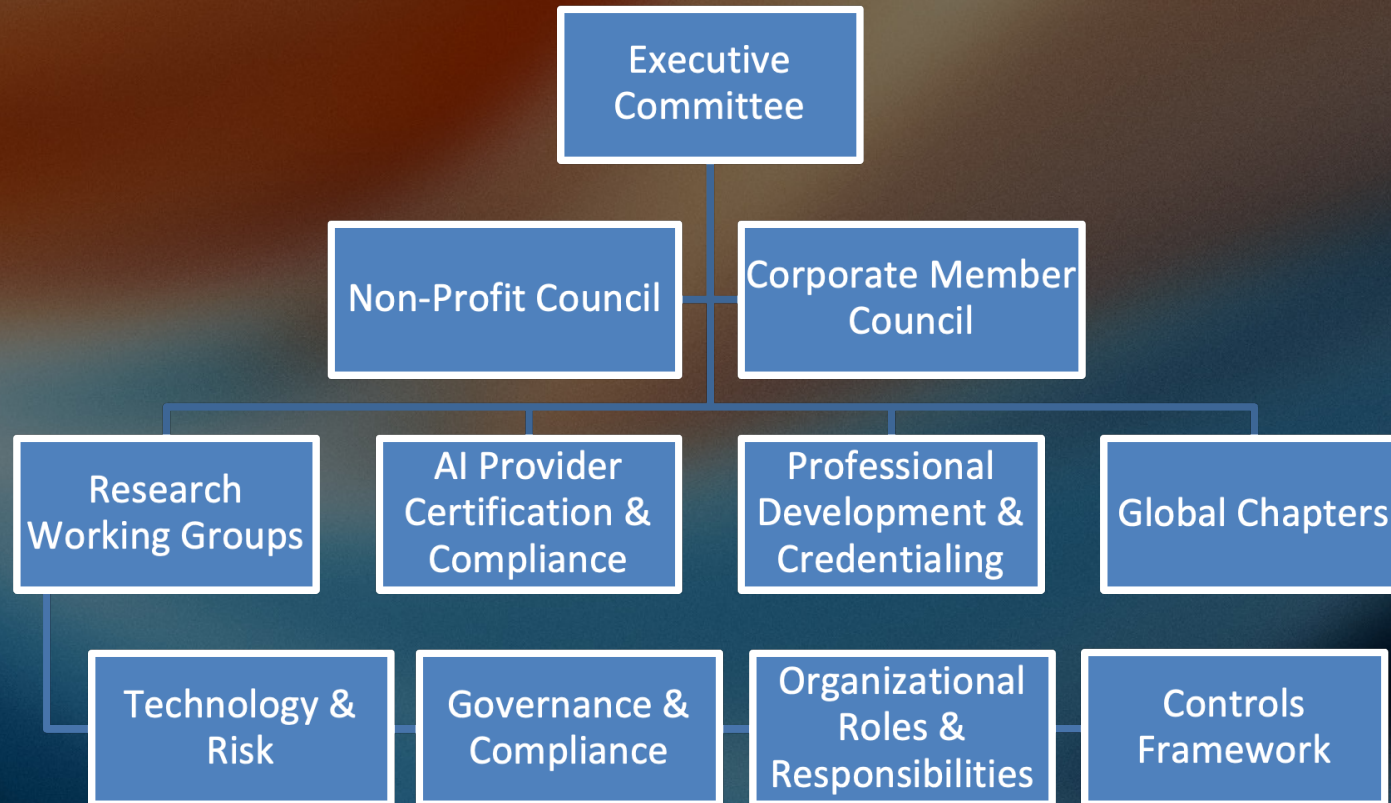 Executive
Committee
Non-Profit Council
Corporate Member
Council
Research
Working Groups
AI Provider
Certification &
Compliance
Professional
Development &
Credentialing
Global Chapters
Technology &
Risk
Governance &
Compliance
Organizational
Roles &
Responsibilities
Controls
Framework